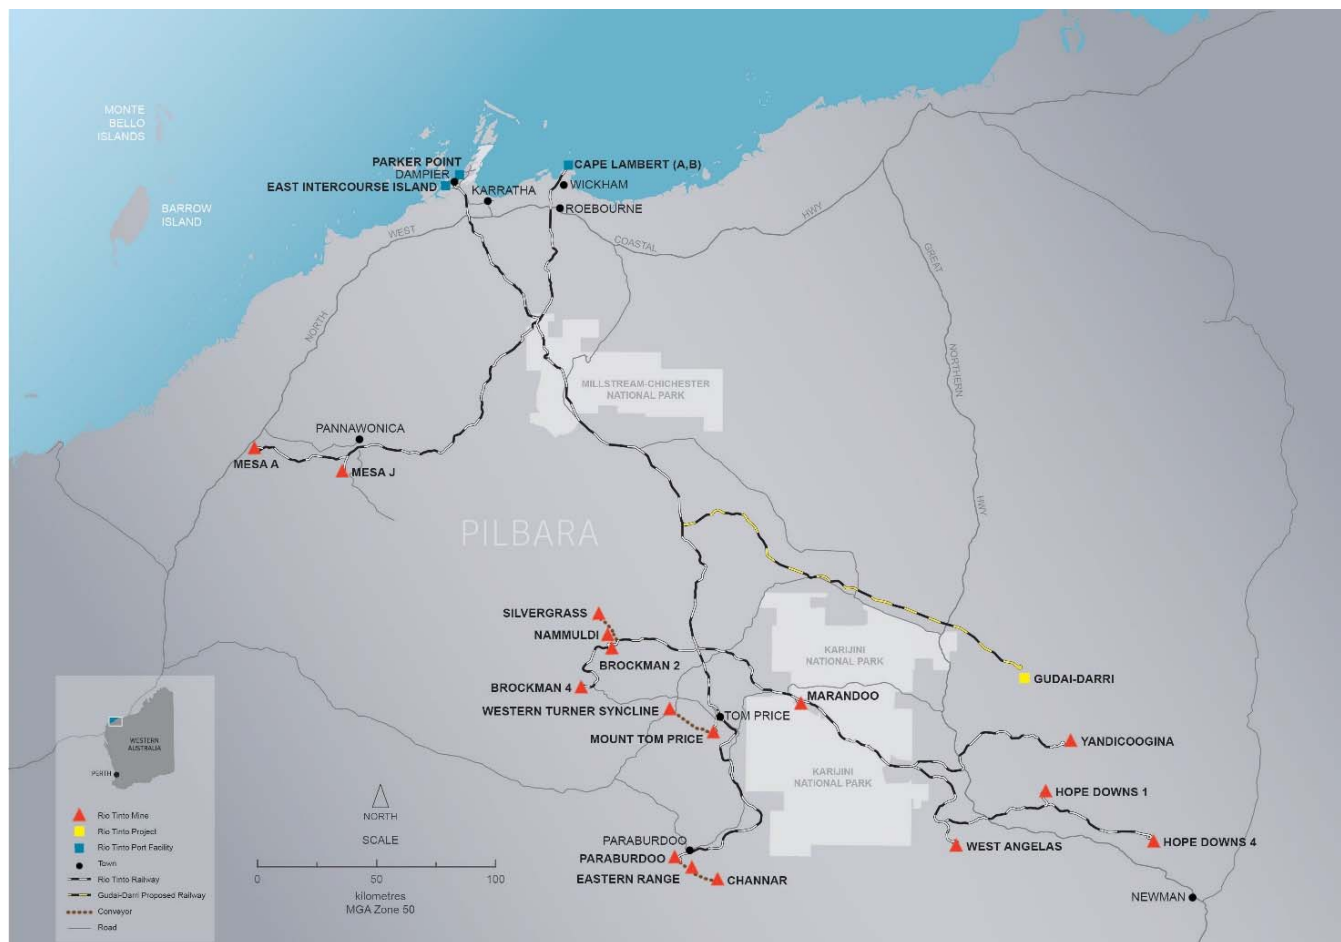 MONTE
BELLO
ISLANDS
BARROW
ISLAND
PARKER POINT
DAMPIER
EAST INTERCOURSE ISLAND
KARRATHA
CAPE LAMBERT (A,B)
WICKHAM
ROEBOURNE
NORTH
WEST
COASTAL
HWY
GREAT
NORTHERN
HWY
MILLSTREAM-CHICHESTER
NATIONAL PARK
PANNAWONICA
MESA A
MESA J
PILBARA
SILVERGRASS
NAMMULDI
BROCKMAN 2
BROCKMAN 4
WESTERN TURNER SYNCLINE
MOUNT TOM PRICE
TOM PRICE
MARANDOO
KARIJINI
NATIONAL PARK
KARIJINI
NATIONAL PARK
GUDAI-DARRI
YANDICOOGINA
HOPE DOWNS 1
HOPE DOWNS 4
WEST ANGELAS
NEWMAN
PARABURDOO
PARABURDOO
EASTERN RANGE
CHANNAR
WESTERN
AUSTRALIA
PERTH
Rio Tinto Mine
Rio Tinto Project
Rio Tinto Port Facility
Town
Rio Tinto Railway
Gudai-Darri Proposed Railway
Conveyor
Road
NORTH
SCALE
0 50 100
kilometres
MGA Zone 50